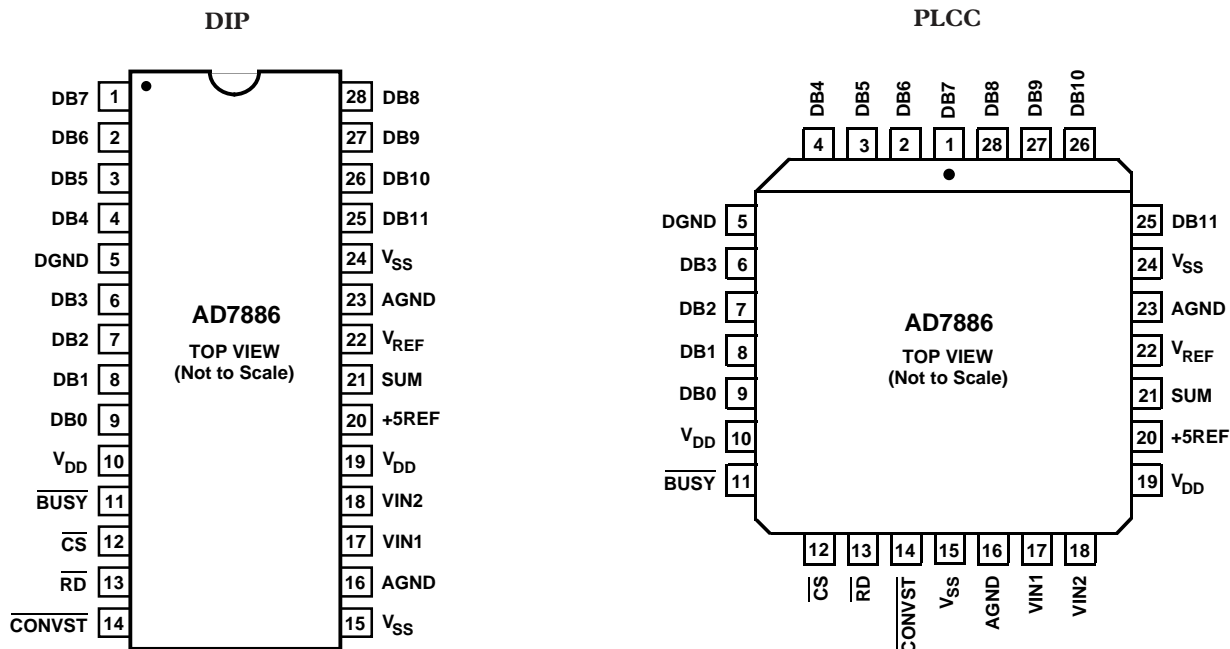 DIP
DB7 1
DB6 2
DB5 3
DB4 4
DGND 5
DB3 6
DB2 7
DB1 8
DB0 9
VDD 10
BUSY 11
CS 12
RD 13
CONVST 14
AD7886
TOP VIEW
(Not to Scale)
28 DB8
27 DB9
26 DB10
25 DB11
24 VSS
23 AGND
22 VREF
21 SUM
20 +5REF
19 VDD
18 VIN2
17 VIN1
16 AGND
15 VSS
PLCC
DB4 DB5 DB6 DB7 DB8 DB9 DB10
4 3 2 1 28 27 26
DGND 5
DB3 6
DB2 7
DB1 8
DB0 9
VDD 10
BUSY 11
AD7886
TOP VIEW
(Not to Scale)
25 DB11
24 VSS
23 AGND
22 VREF
21 SUM
20 +5REF
19 VDD
12 13 14 15 16 17 18
CS RD CONVST VSS AGND VIN1 VIN2